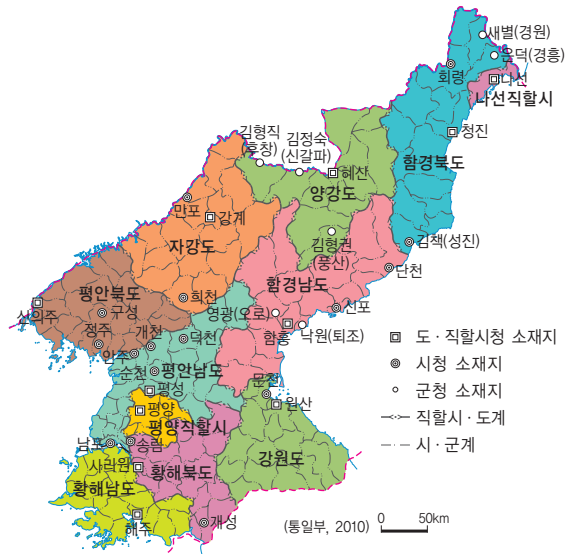 새별(경원)
은덕(경흥)
회령
나선
나선직할시
청진
함경북도
김형직
(후창)
김정숙
(신갈파)
혜산
양강도
만포
강계
자강도
김형권
(풍산)
김책(성진)
단천
함경남도
평안북도
희천
신의주
구성
영광(오로)
신포
정주
개천
덕천
함흥
낙원(퇴조)
안주
순천
평안남도
문천
평성
원산
평양
평양직할시
남포
송림
강원도
사리원
황해북도
황해남도
해주
개성
도·직할시청 소재지
시청 소재지
군청 소재지
직할시·도계
시·군계
(통일부, 2010)
0 50km